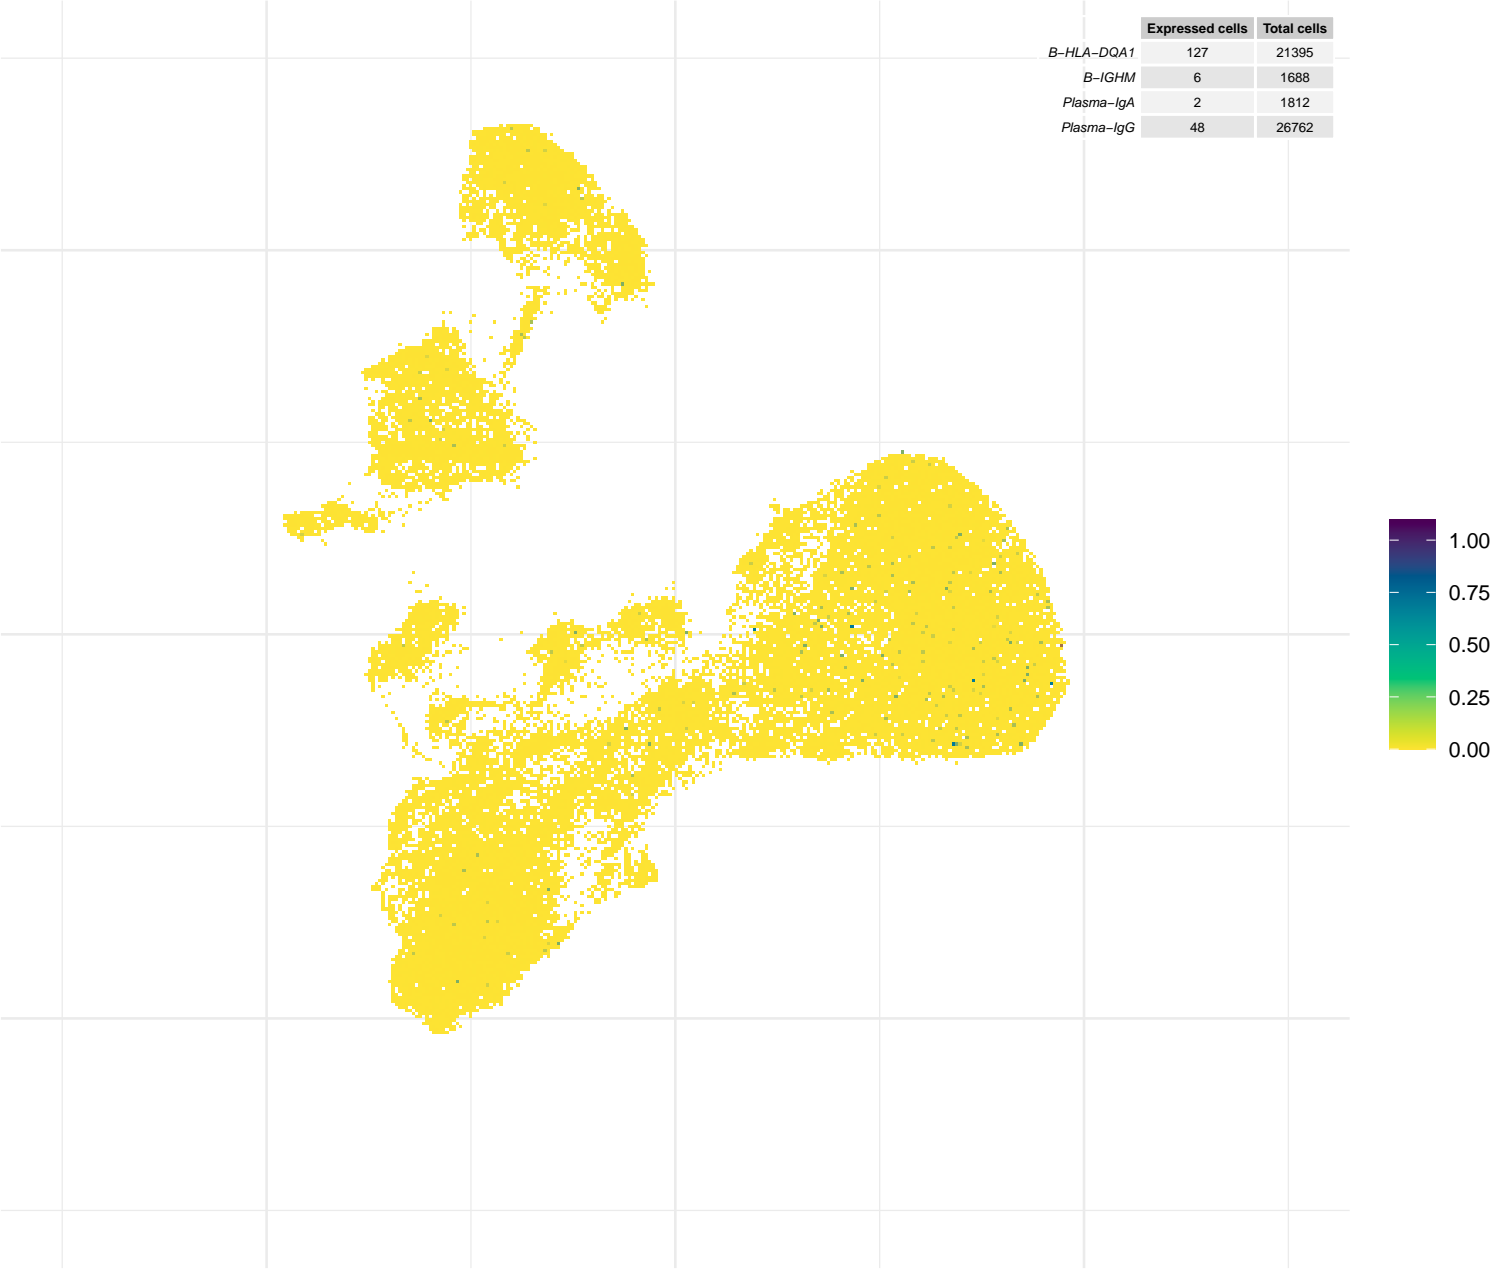 Expressed cells Total cells
B−HLA−DQA1 127 21395
B−IGHM 6 1688
Plasma−IgA 2 1812
Plasma−IgG 48 26762
1.00
0.75
0.50
0.25
0.00